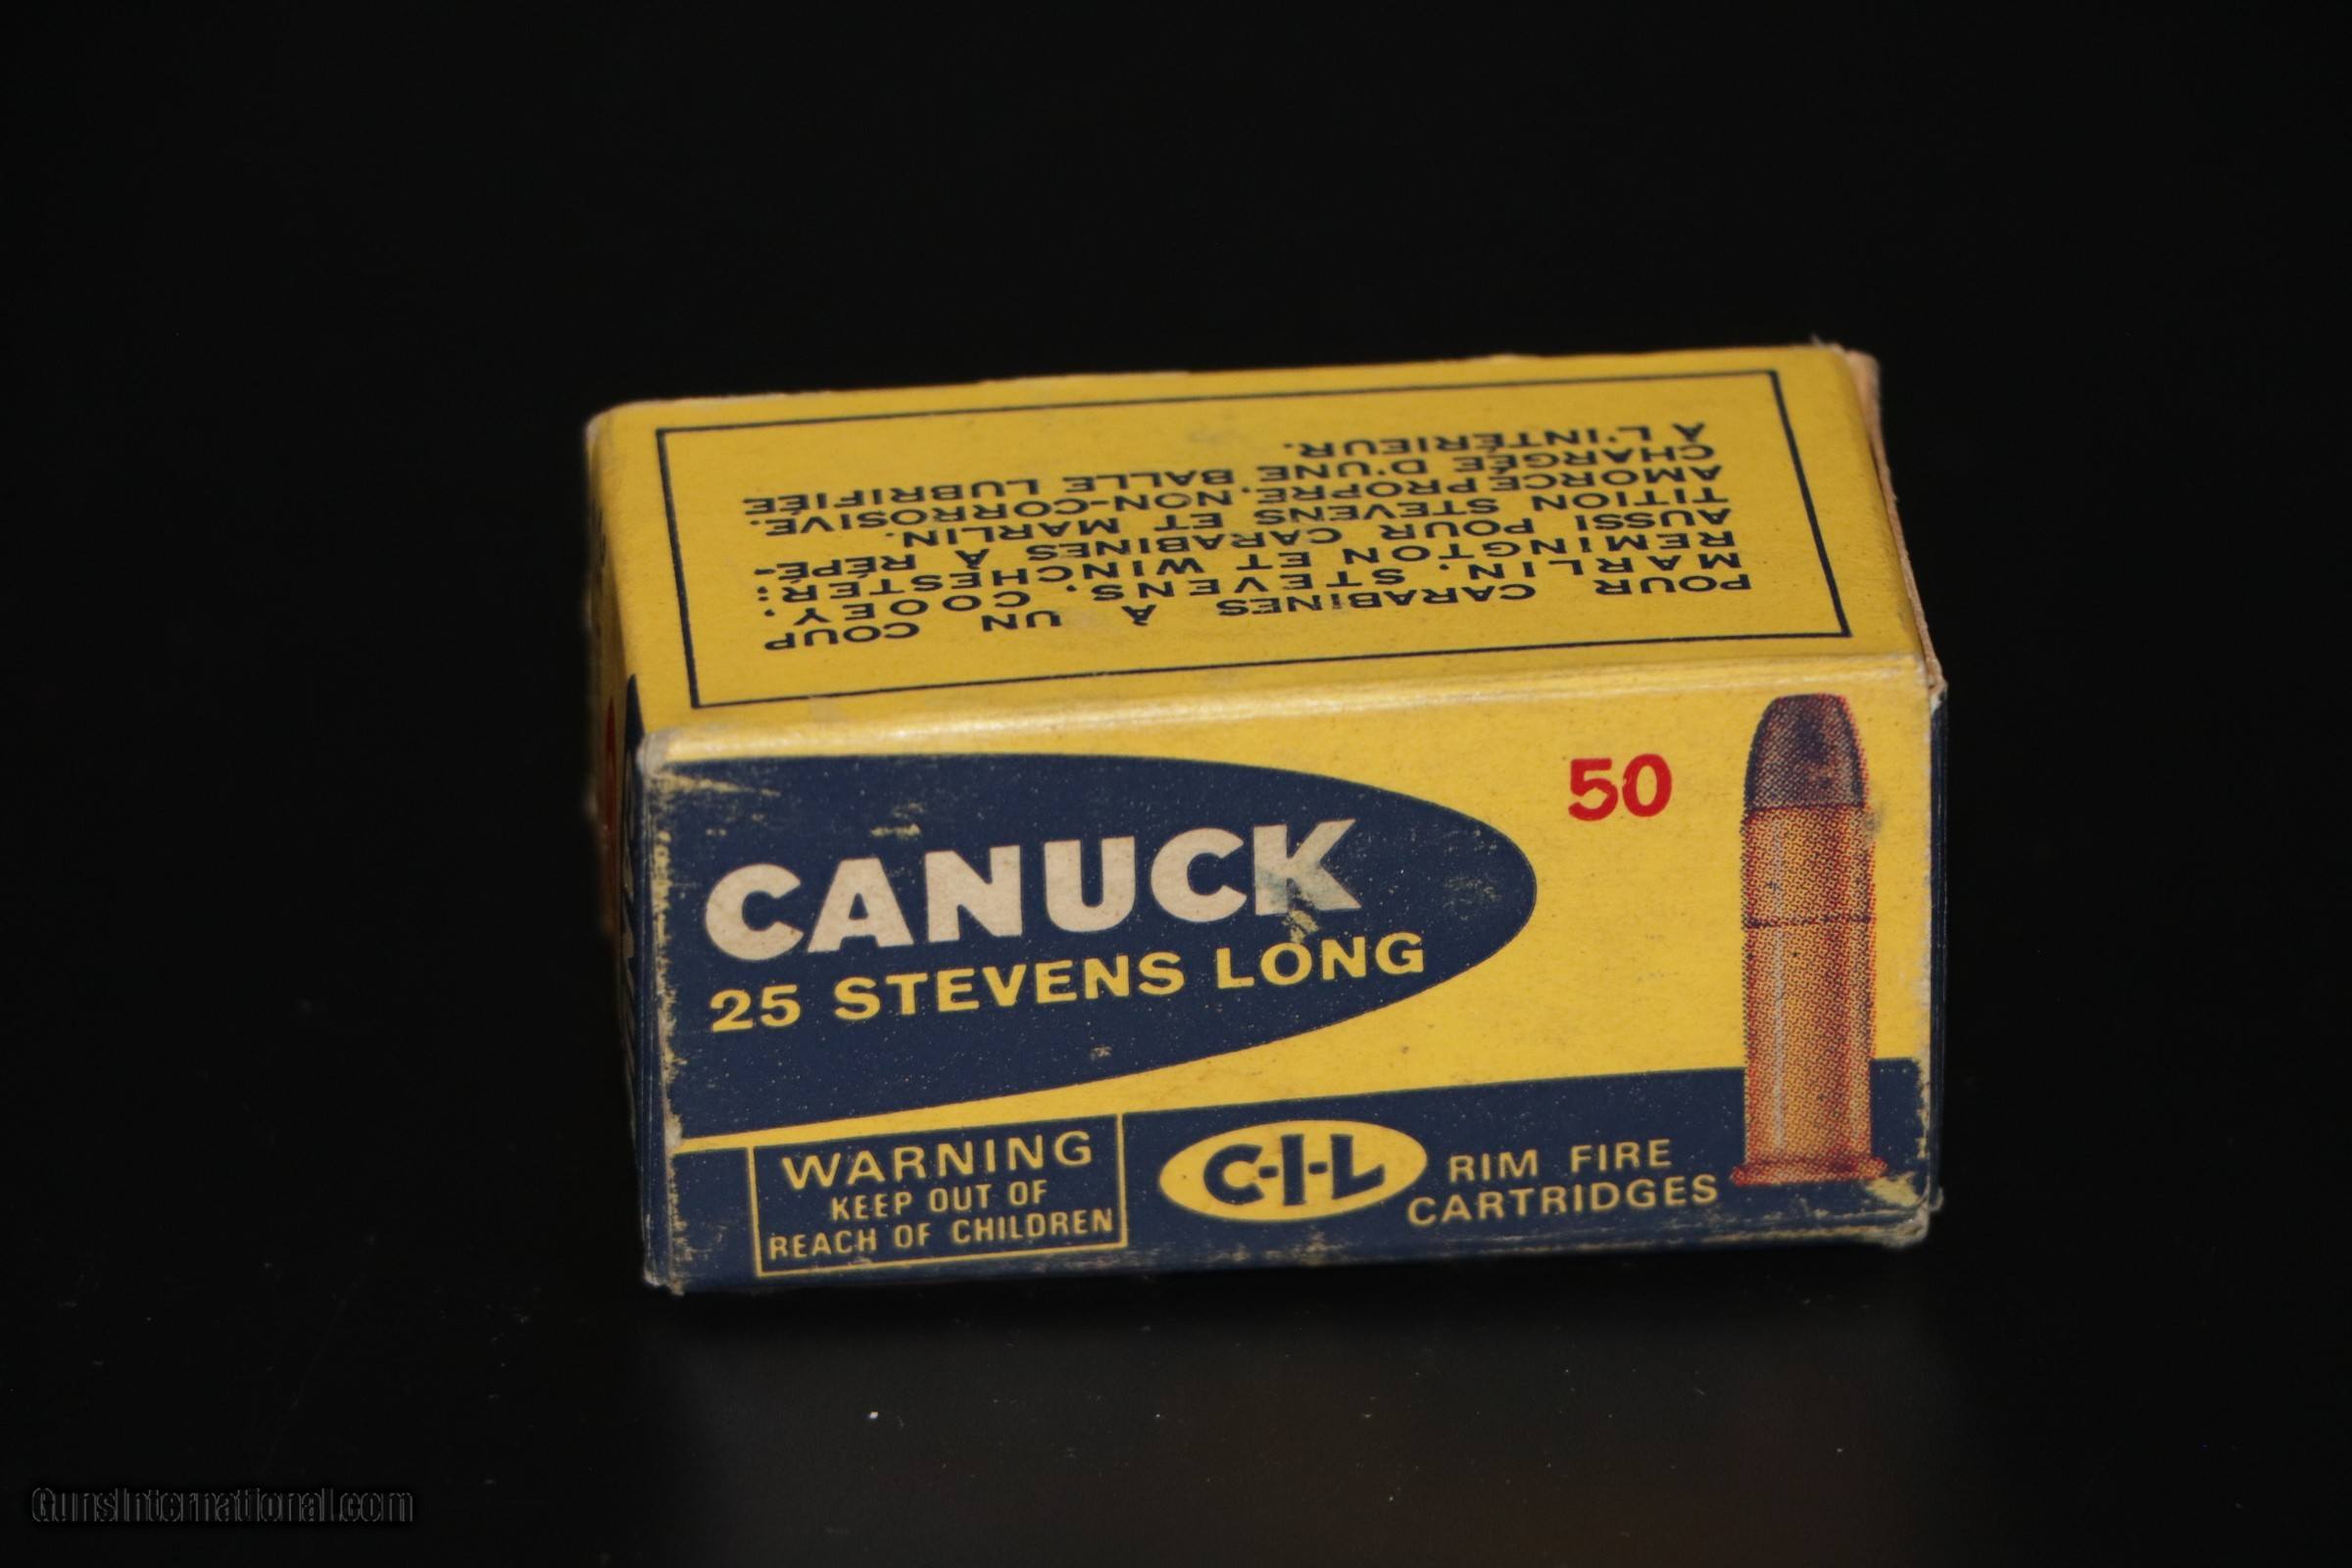 POUR CARABINES À UN COUP
MARLIN, STEVENS, COOEY,
REMINGTON ET WINCHESTER;
AUSSI POUR CARABINES À RÉPÉ-
TITION STEVENS ET MARLIN.
AMORCE PROPRE, NON-CORROSIVE.
CHARGÉE D'UNE BALLE LUBRIFIÉE
À L'INTÉRIEUR.
50
CANUCK
25 STEVENS LONG
WARNING
KEEP OUT OF
REACH OF CHILDREN
C-I-L
RIM FIRE
CARTRIDGES
GunsInternational.com